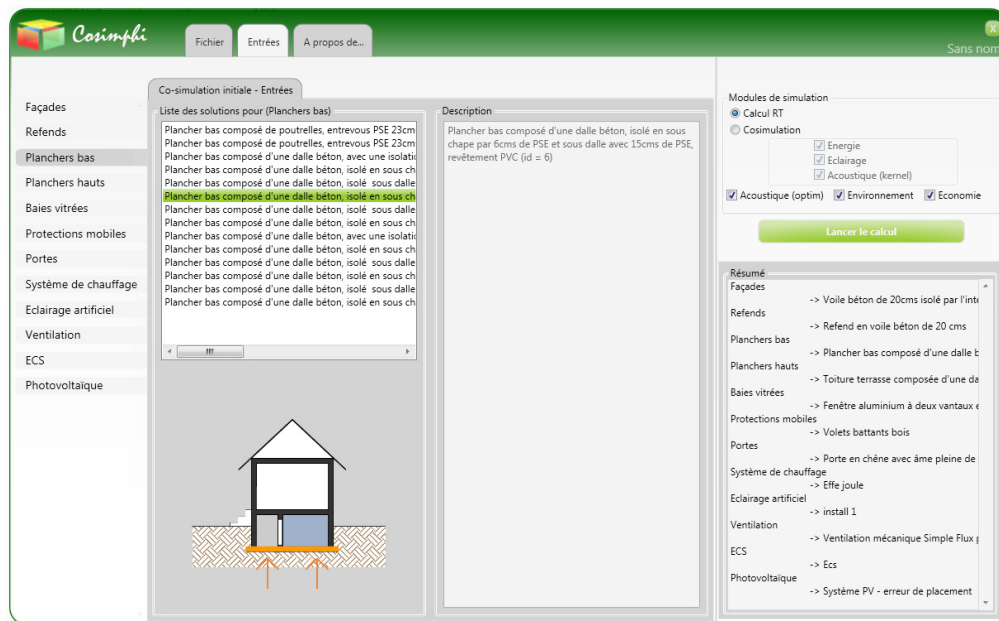 Cosimphi
Fichier
Entrées
A propos de...
X
Sans nom
Façades
Refends
Planchers bas
Planchers hauts
Baies vitrées
Protections mobiles
Portes
Système de chauffage
Eclairage artificiel
Ventilation
ECS
Photovoltaïque
Co-simulation initiale - Entrées
Liste des solutions pour (Planchers bas)
Plancher bas composé de poutrelles, entrevous PSE 23cm
Plancher bas composé de poutrelles, entrevous PSE 23cm
Plancher bas composé d'une dalle béton, avec une isolatio
Plancher bas composé d'une dalle béton, isolé en sous ch
Plancher bas composé d'une dalle béton, isolé sous dalle
Plancher bas composé d'une dalle béton, isolé en sous ch
Plancher bas composé d'une dalle béton, isolé sous dalle
Plancher bas composé d'une dalle béton, isolé en sous ch
Plancher bas composé d'une dalle béton, avec une isolatio
Plancher bas composé d'une dalle béton, isolé en sous ch
Plancher bas composé d'une dalle béton, isolé sous dalle
Plancher bas composé d'une dalle béton, isolé en sous ch
Plancher bas composé d'une dalle béton, isolé sous dalle
Plancher bas composé d'une dalle béton, isolé en sous ch
Description
Plancher bas composé d'une dalle béton, isolé en sous
chape par 6cms de PSE et sous dalle avec 15cms de PSE,
revêtement PVC (id = 6)
Modules de simulation
Calcul RT
Cosimulation
Energie
Eclairage
Acoustique (kernel)
Acoustique (optim) Environnement Economie
Lancer le calcul
Résumé
Façades
-> Voile béton de 20cms isolé par l'inte
Refends
-> Refend en voile béton de 20 cms
Planchers bas
-> Plancher bas composé d'une dalle b
Planchers hauts
-> Toiture terrasse composée d'une da
Baies vitrées
-> Fenêtre aluminium à deux vantaux e
Protections mobiles
-> Volets battants bois
Portes
-> Porte en chêne avec âme pleine de
Système de chauffage
-> Effe joule
Eclairage artificiel
-> install 1
Ventilation
-> Ventilation mécanique Simple Flux p
ECS
-> Ecs
Photovoltaïque
-> Système PV - erreur de placement